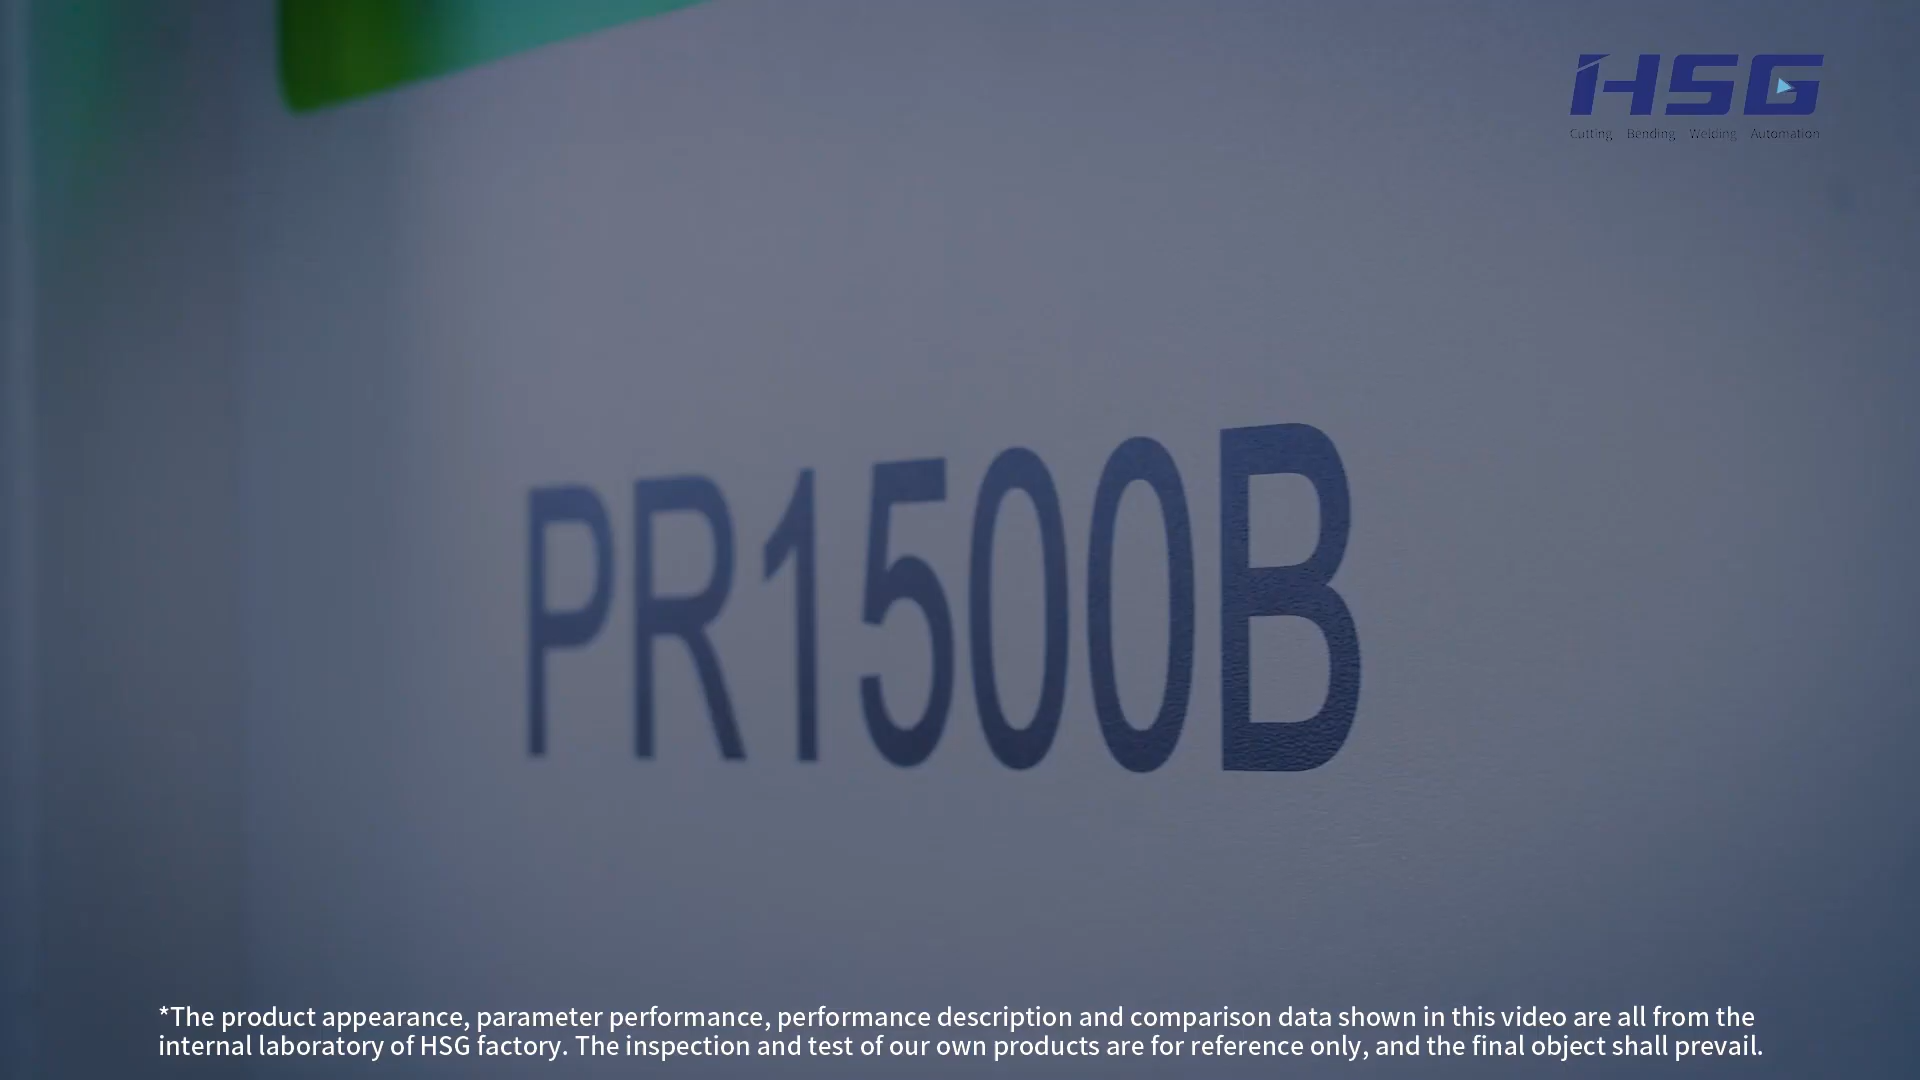 HSG
Cutting Bending Welding Automation
PR1500B
*The product appearance, parameter performance, performance description and comparison data shown in this video are all from the
internal laboratory of HSG factory. The inspection and test of our own products are for reference only, and the final object shall prevail.